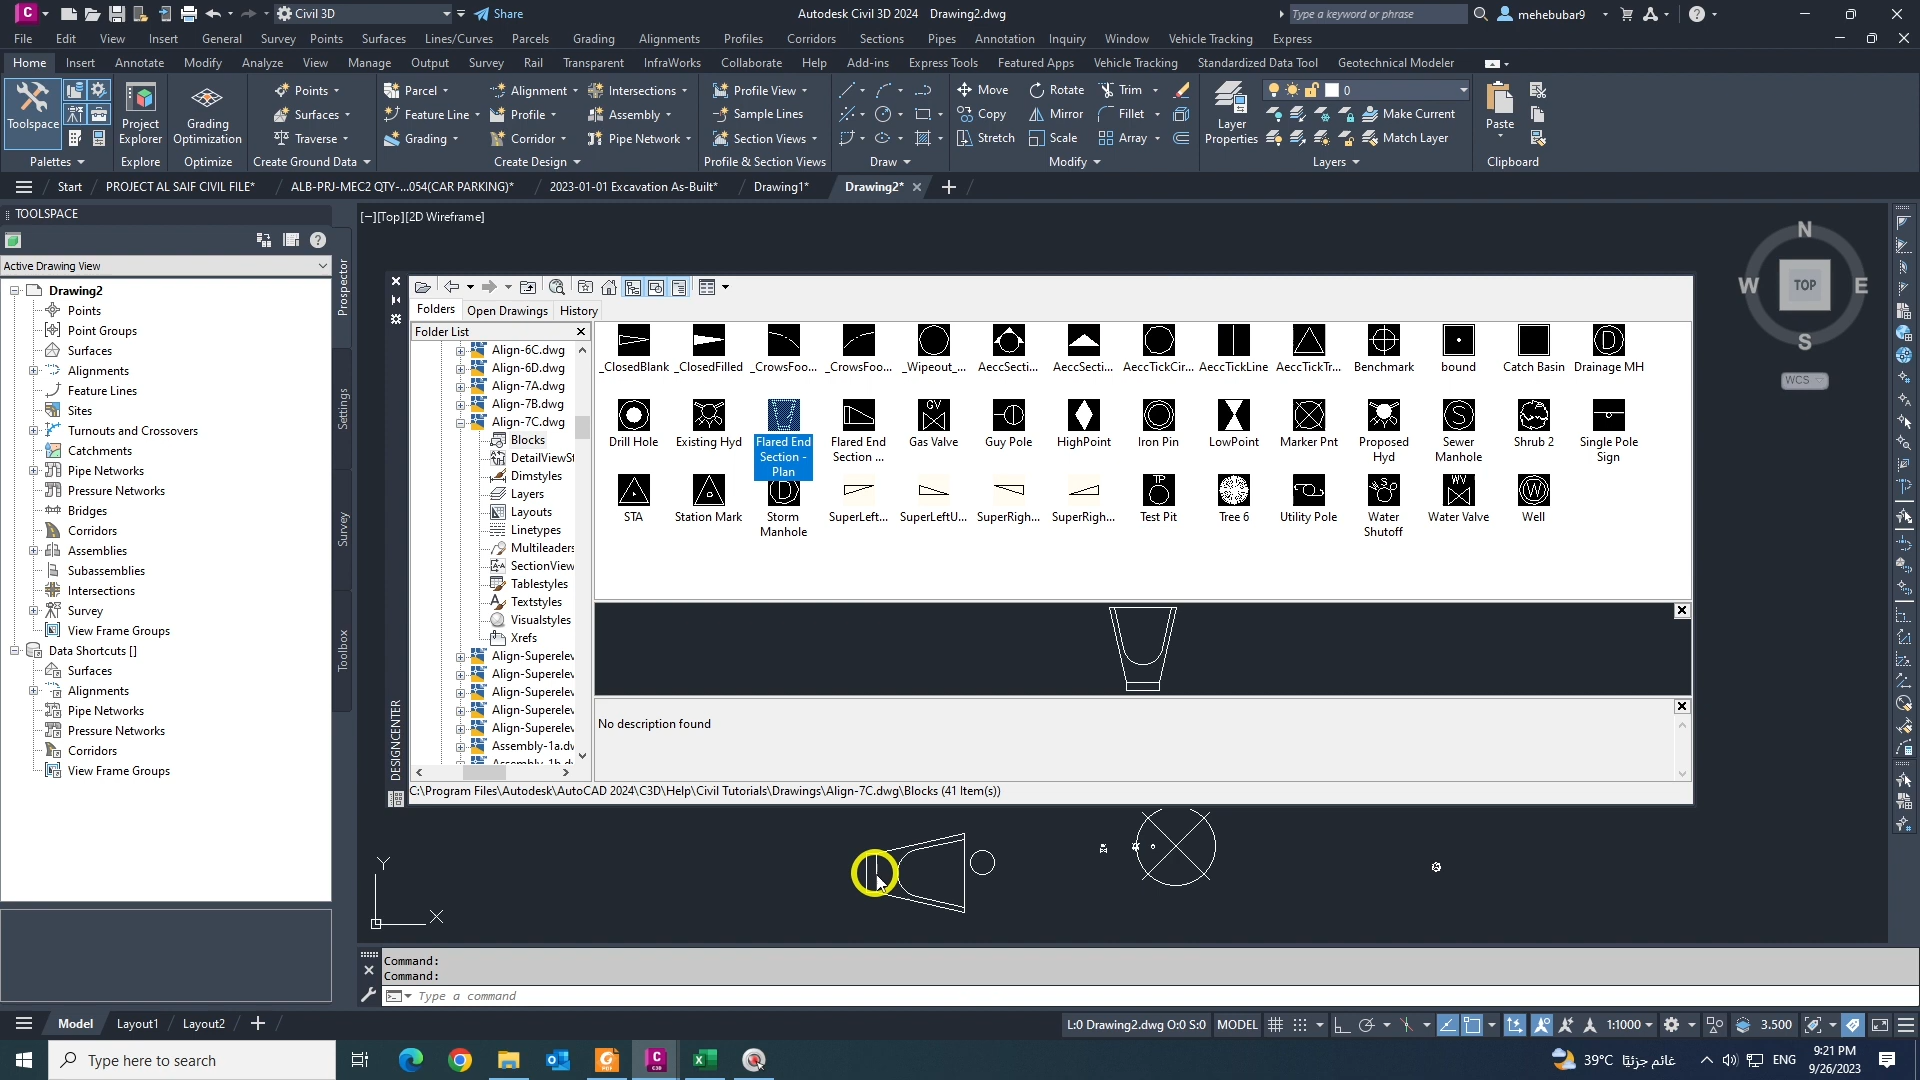 Civil 3D
Share
Autodesk Civil 3D 2024 Drawing2.dwg
Type a keyword or phrase
mehebubar9
File Edit View Insert General Survey Points Surfaces Lines/Curves Parcels Grading Alignments Profiles Corridors Sections Pipes Annotation Inquiry Window Vehicle Tracking Express
Home Insert Annotate Modify Analyze View Manage Output Survey Rail Transparent InfraWorks Collaborate Help Add-ins Express Tools Featured Apps Vehicle Tracking Standardized Data Tool Geotechnical Modeler
Points Parcel Alignment Intersections Profile View Move Rotate Trim 0
Toolspace Project Explorer Grading Optimization Surfaces Feature Line Profile Assembly Sample Lines Copy Mirror Fillet Layer Properties Make Current Paste
Traverse Grading Corridor Pipe Network Section Views Stretch Scale Array Match Layer
Palettes Explore Optimize Create Ground Data Create Design Profile & Section Views Draw Modify Layers Clipboard
Start PROJECT AL SAIF CIVIL FILE* ALB-PRJ-MEC2 QTY-...054(CAR PARKING)* 2023-01-01 Excavation As-Built* Drawing1* Drawing2*
TOOLSPACE
[−][Top][2D Wireframe]
Active Drawing View
Drawing2
Points
Point Groups
Surfaces
Alignments
Feature Lines
Sites
Turnouts and Crossovers
Catchments
Pipe Networks
Pressure Networks
Bridges
Corridors
Assemblies
Subassemblies
Intersections
Survey
View Frame Groups
Data Shortcuts []
Surfaces
Alignments
Pipe Networks
Pressure Networks
Corridors
View Frame Groups
Prospector
Settings
Survey
Toolbox
DESIGNCENTER
Folders Open Drawings History
Folder List
Align-6C.dwg
Align-6D.dwg
Align-7A.dwg
Align-7B.dwg
Align-7C.dwg
Blocks
DetailViewSt
Dimstyles
Layers
Layouts
Linetypes
Multileaders
SectionView
Tablestyles
Textstyles
Visualstyles
Xrefs
Align-Superelev
Align-Superelev
Align-Superelev
Align-Superelev
Align-Superelev
Assembly-1a.dw
_ClosedBlank _ClosedFilled _CrowsFoo... _CrowsFoo... _Wipeout_... AeccSecti... AeccSecti... AeccTickCir... AeccTickLine AeccTickTr... Benchmark bound Catch Basin Drainage MH
Drill Hole Existing Hyd Flared End Section - Plan Flared End Section ... Gas Valve Guy Pole HighPoint Iron Pin LowPoint Marker Pnt Proposed Hyd Sewer Manhole Shrub 2 Single Pole Sign
STA Station Mark Storm Manhole SuperLeft... SuperLeftU... SuperRigh... SuperRigh... Test Pit Tree 6 Utility Pole Water Shutoff Water Valve Well
D
GV
S
D
TP
S
WV
W
No description found
C:\Program Files\Autodesk\AutoCAD 2024\C3D\Help\Civil Tutorials\Drawings\Align-7C.dwg\Blocks (41 Item(s))
N
W TOP E
S
WCS
Y
X
Command:
Command:
Type a command
Model Layout1 Layout2
L:0 Drawing2.dwg O:0 S:0 MODEL 1:1000 3.500
Type here to search
39°C غائم جزئيًا ENG 9:21 PM
9/26/2023